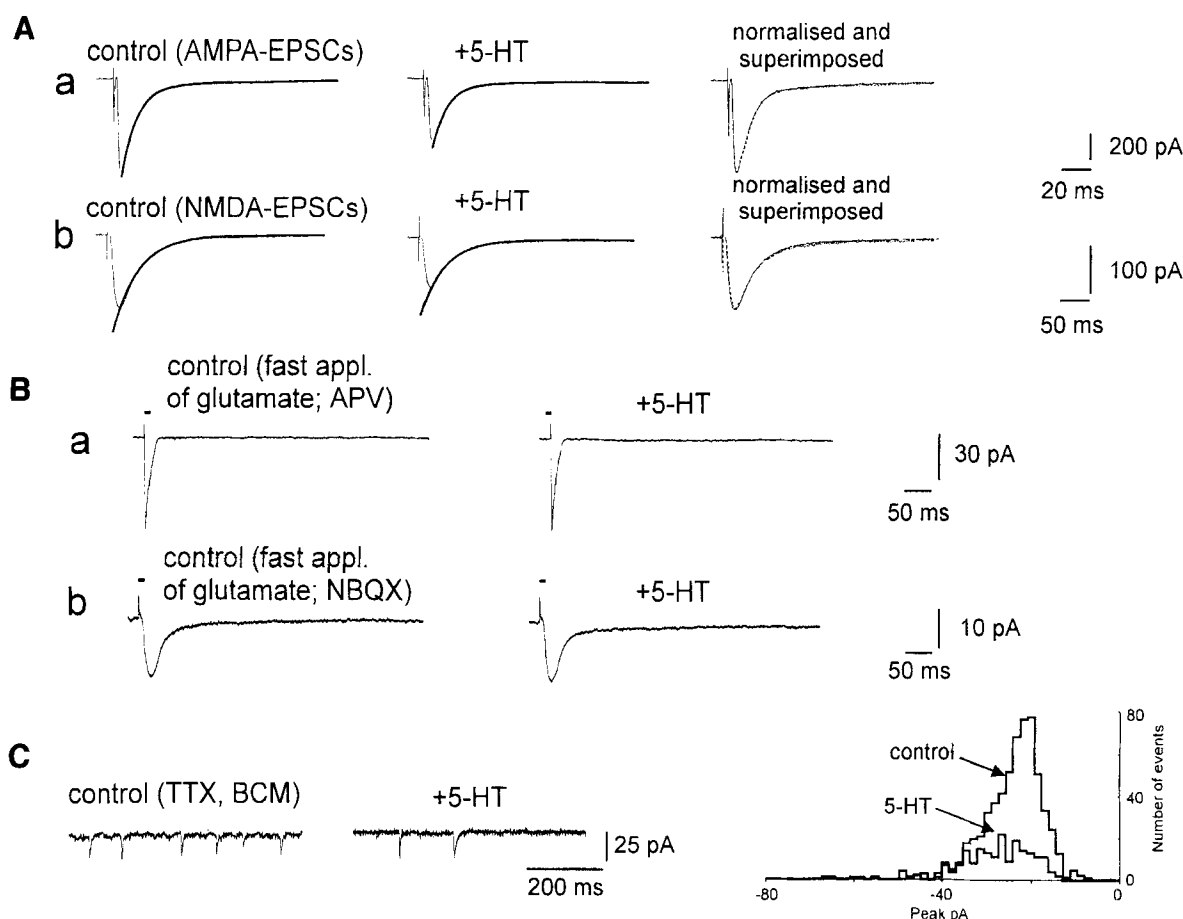 A
control (AMPA-EPSCs)
+5-HT
normalised and
superimposed
a
200 pA
20 ms
control (NMDA-EPSCs)
+5-HT
normalised and
superimposed
b
100 pA
50 ms
B
control (fast appl.
of glutamate; APV)
+5-HT
a
30 pA
50 ms
control (fast appl.
of glutamate; NBQX)
+5-HT
b
10 pA
50 ms
C
control (TTX, BCM)
+5-HT
25 pA
200 ms
control
5-HT
80
40
0
Number of events
-80
-40
0
Peak pA